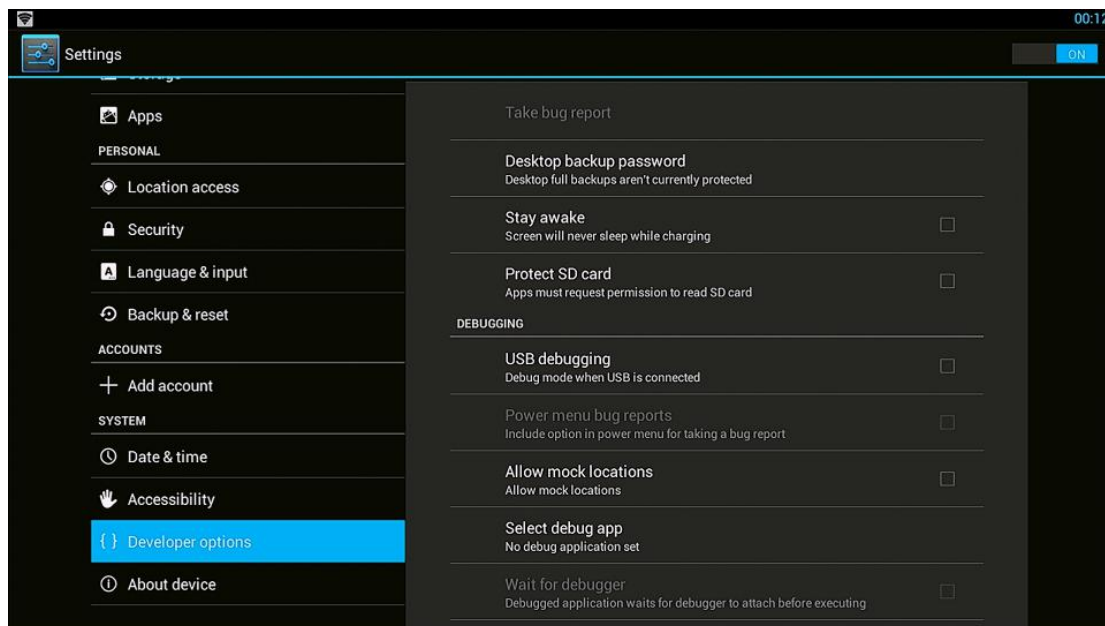 00:12
Settings
ON
Storage
Apps
PERSONAL
Location access
Security
Language & input
Backup & reset
ACCOUNTS
Add account
SYSTEM
Date & time
Accessibility
{ } Developer options
About device
Take bug report
Desktop backup password
Desktop full backups aren't currently protected
Stay awake
Screen will never sleep while charging
Protect SD card
Apps must request permission to read SD card
DEBUGGING
USB debugging
Debug mode when USB is connected
Power menu bug reports
Include option in power menu for taking a bug report
Allow mock locations
Allow mock locations
Select debug app
No debug application set
Wait for debugger
Debugged application waits for debugger to attach before executing